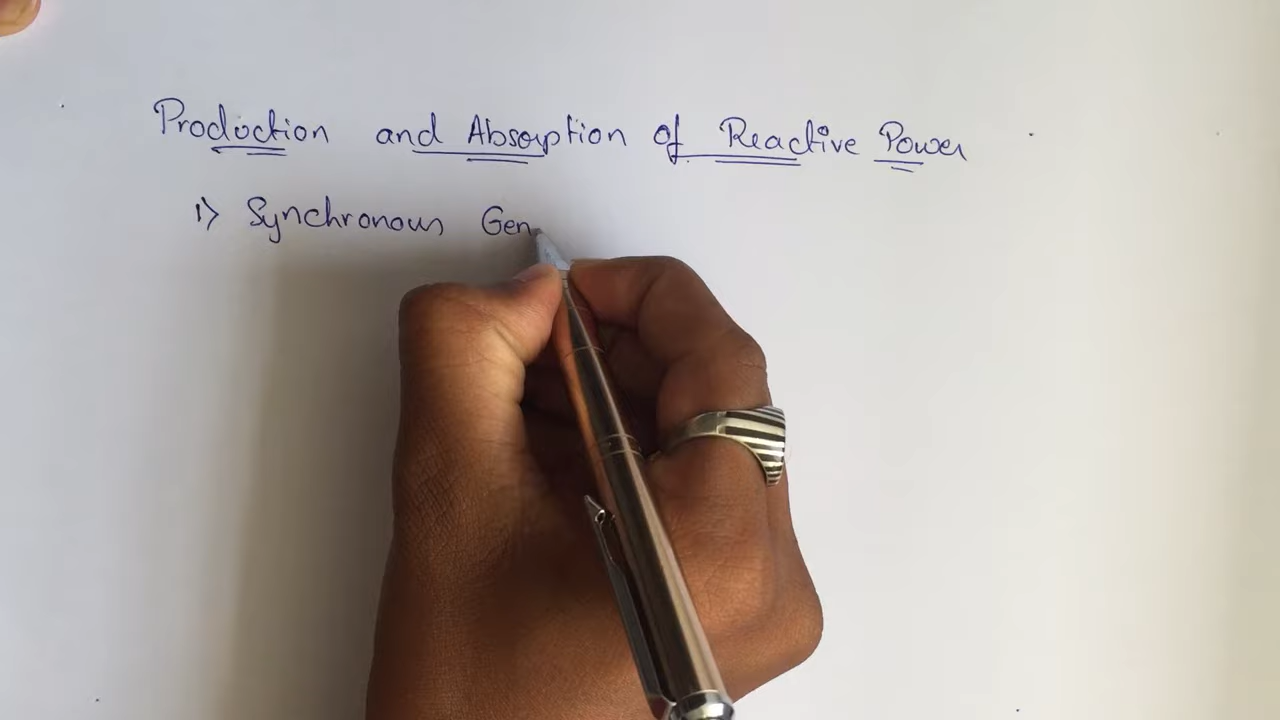 Production and Absorption of Reactive Power
1> Synchronous Gen